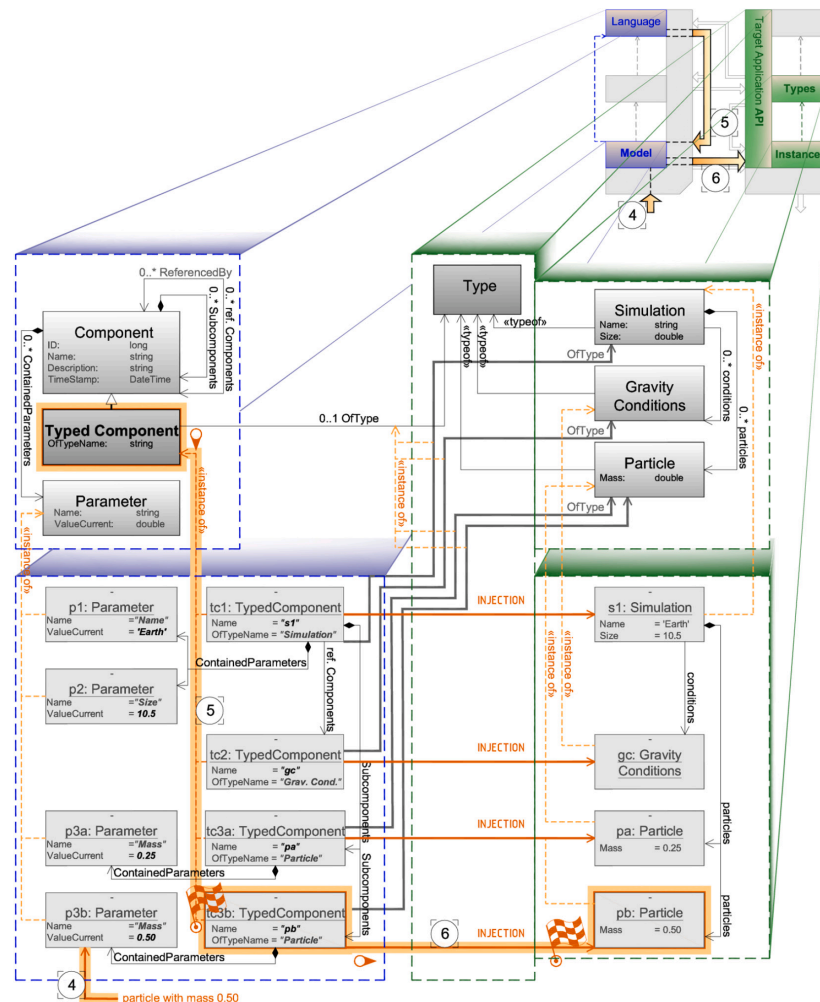 Language
Target Application API
Types
5
Model
Instance
6
4
0..* ReferencedBy
Type
0..* Subcomponents
0..* ref. Components
Component
ID: long
Name: string
Description: string
TimeStamp: DateTime
0..* ContainedParameters
«typeof»
«typeof»
«typeof»
OfType
Simulation
Name: string
Size: double
«instance of»
0..* conditions
0..* particles
Gravity
Conditions
Typed Component
OfTypeName: string
0..1 OfType
OfType
Particle
Mass: double
OfType
«instance of»
«instance of»
«instance of»
Parameter
Name: string
ValueCurrent: double
«instance of»
-
p1: Parameter
Name ="Name"
ValueCurrent = 'Earth'
-
tc1: TypedComponent
Name = "s1"
OfTypeName = "Simulation"
INJECTION
-
s1: Simulation
Name = 'Earth'
Size = 10.5
ContainedParameters
ref. Components
«instance of»
«instance of»
conditions
-
p2: Parameter
Name ="Size"
ValueCurrent = 10.5
5
-
tc2: TypedComponent
Name = "gc"
OfTypeName = "Grav. Cond."
INJECTION
-
gc: Gravity
Conditions
Subcomponents
-
p3a: Parameter
Name ="Mass"
ValueCurrent = 0.25
-
tc3a: TypedComponent
Name = "pa"
OfTypeName = "Particle"
INJECTION
-
pa: Particle
Mass = 0.25
particles
ContainedParameters
Subcomponents
-
p3b: Parameter
Name ="Mass"
ValueCurrent = 0.50
-
tc3b: TypedComponent
Name = "pb"
OfTypeName = "Particle"
6
INJECTION
-
pb: Particle
Mass = 0.50
particles
ContainedParameters
4
particle with mass 0.50